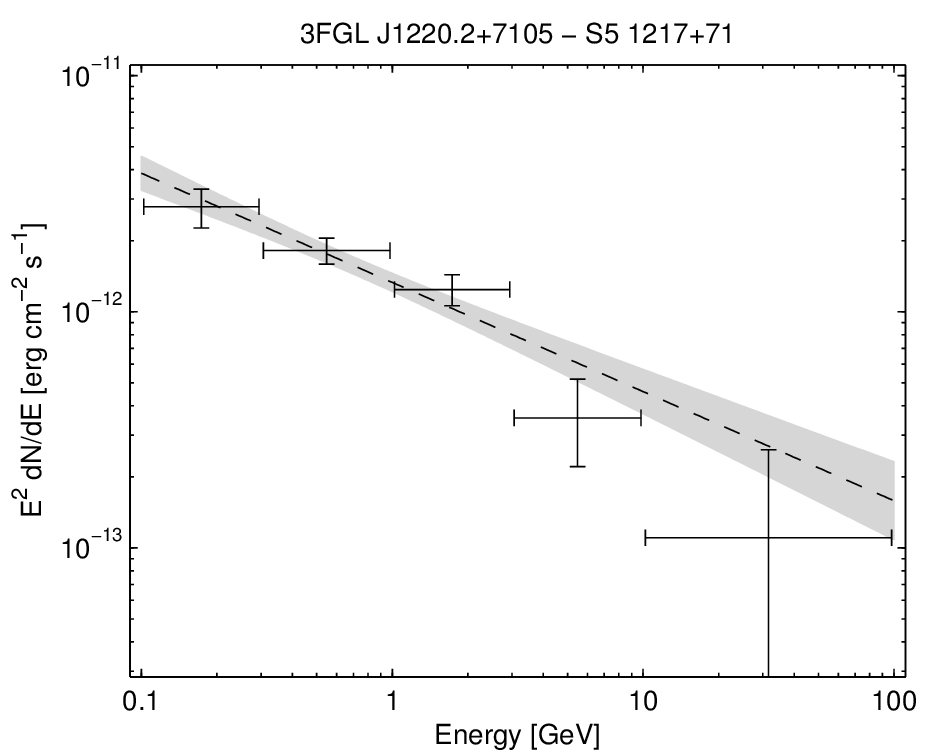 3FGL J1220.2+7105 − S5 1217+71
10⁻¹¹
10⁻¹²
10⁻¹³
E² dN/dE [erg cm⁻² s⁻¹]
0.1 1 10 100
Energy [GeV]